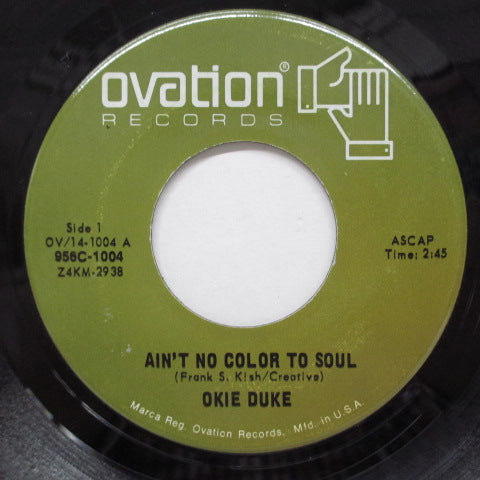 ovation®
RECORDS
Side 1
OV/14-1004 A
956C-1004
Z4KM-2938
ASCAP
Time: 2:45
AIN'T NO COLOR TO SOUL
(Frank S. Kish/Creative)
OKIE DUKE
Marca Reg. Ovation Records, Mfd. in U.S.A.